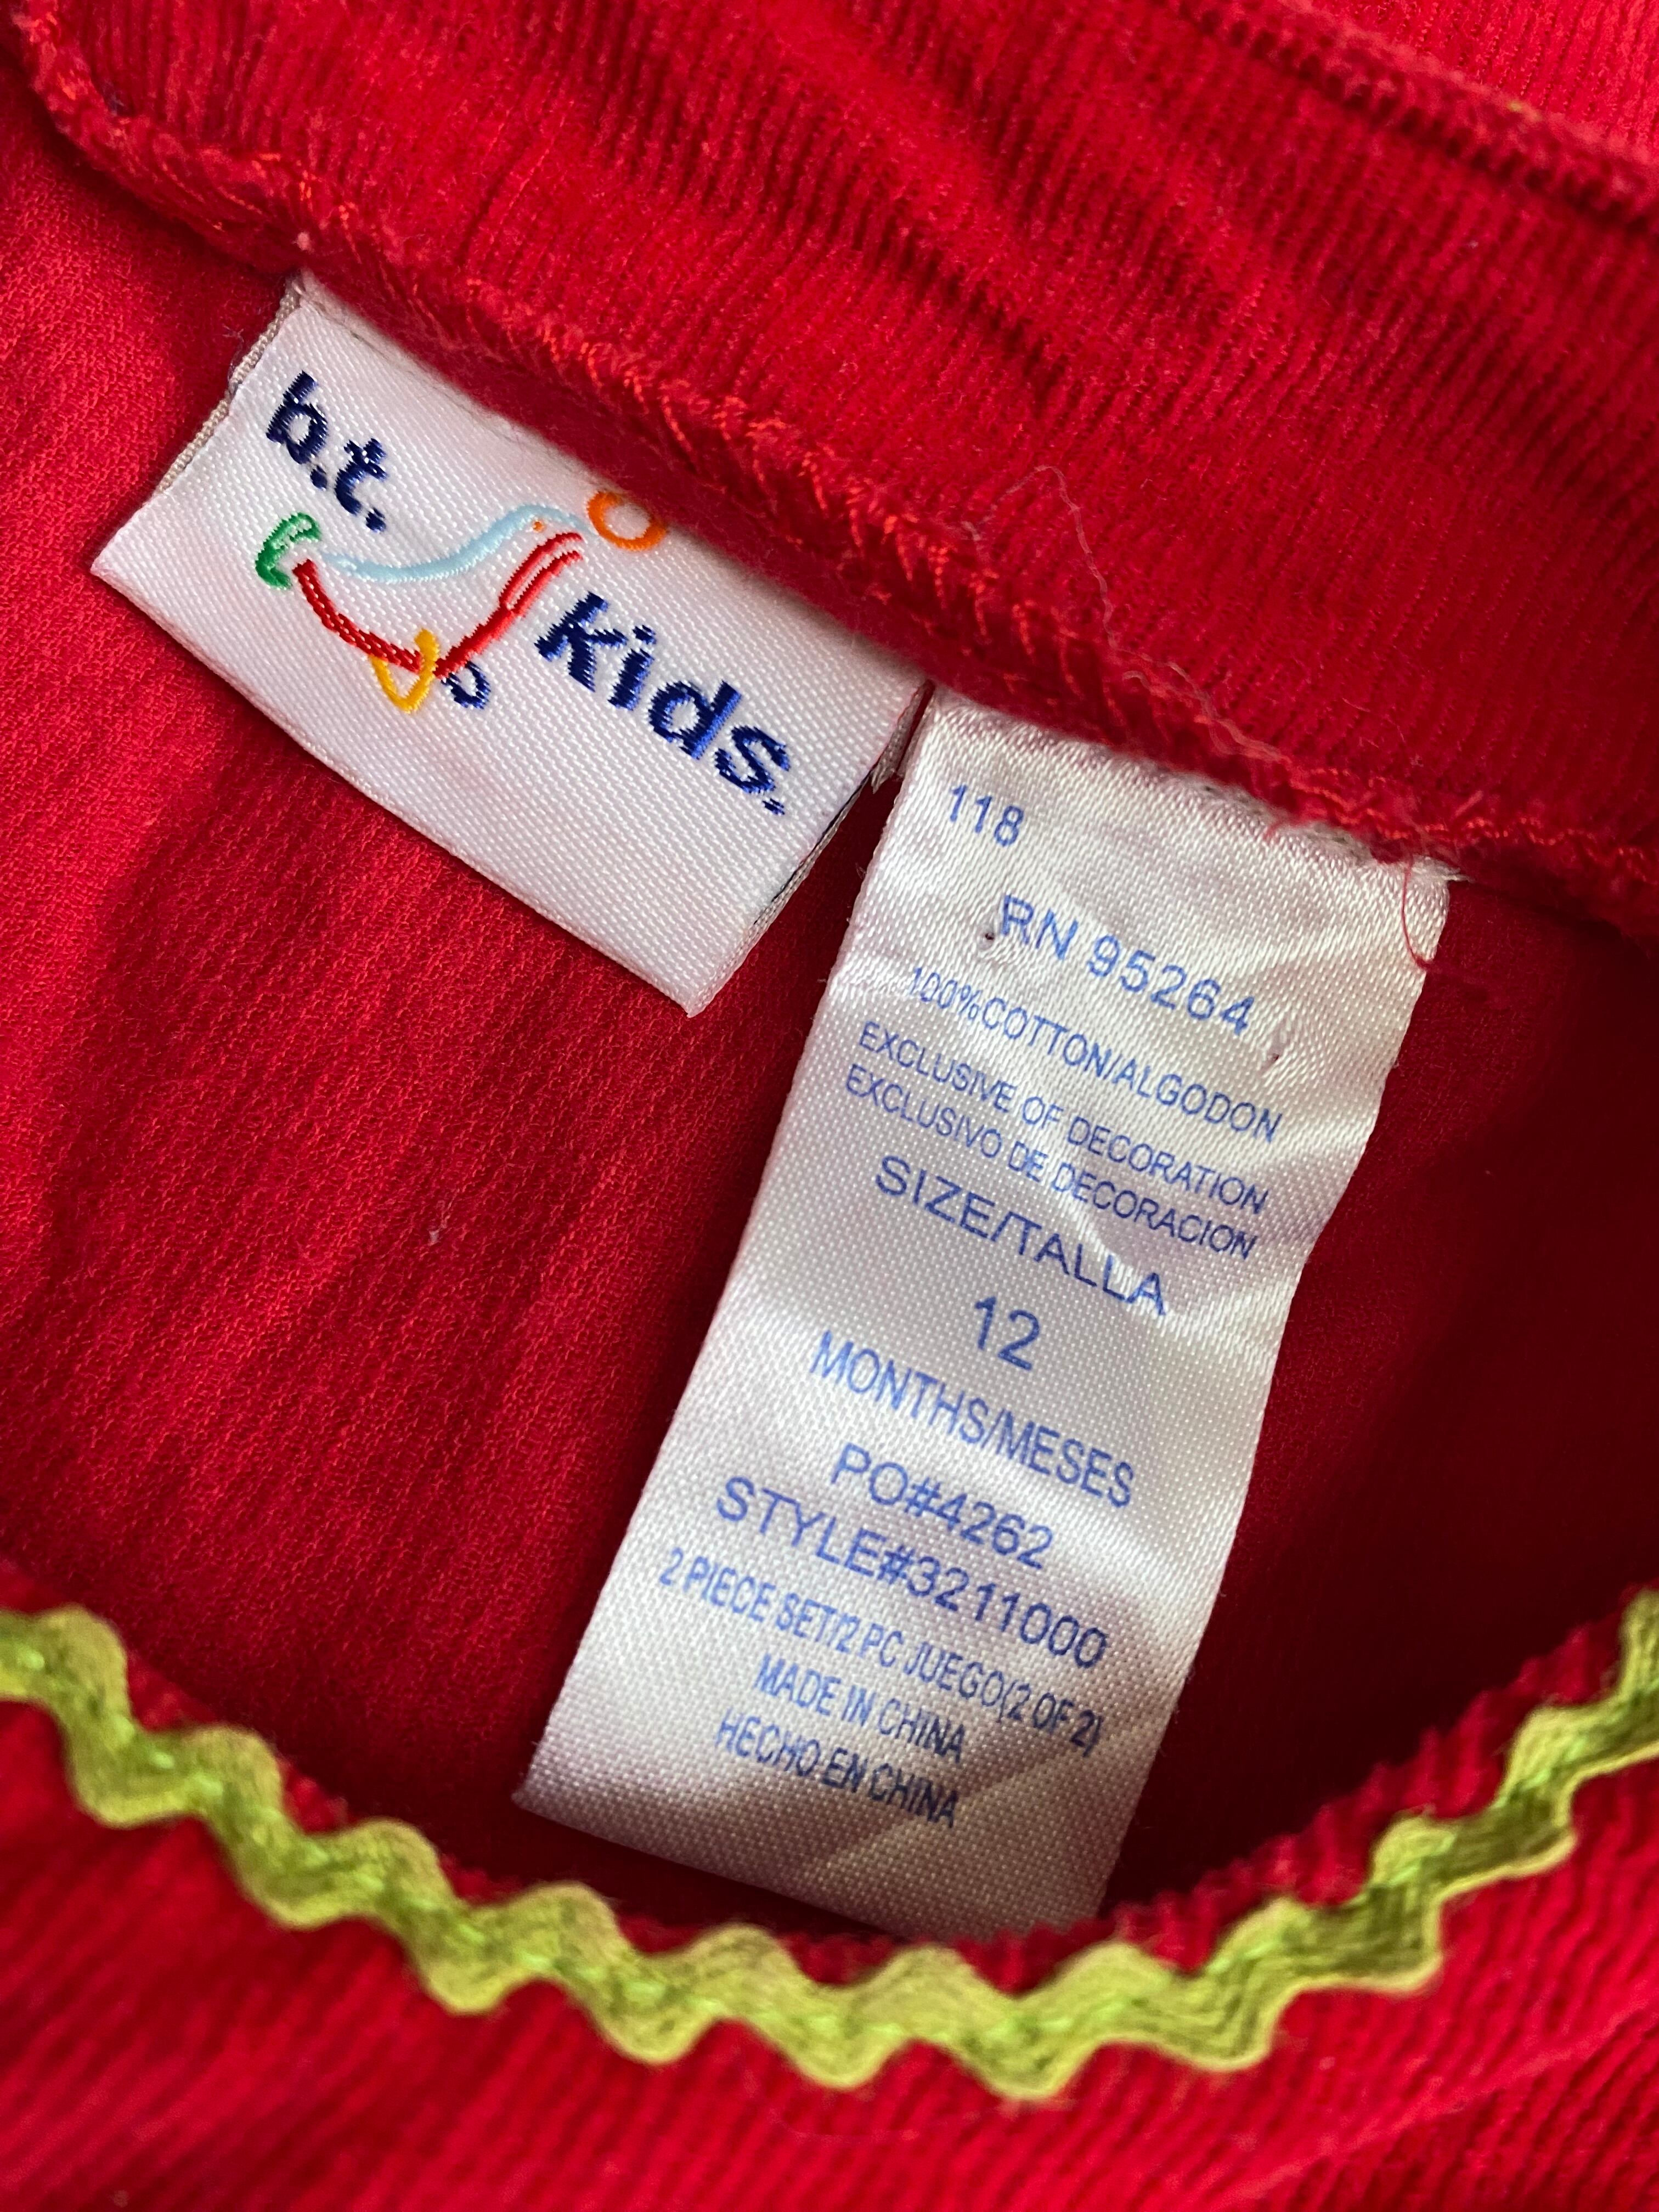 b.t.
kids.
118
RN 95264
100%COTTON/ALGODON
EXCLUSIVE OF DECORATION
EXCLUSIVO DE DECORACION
SIZE/TALLA
12
MONTHS/MESES
PO#4262
STYLE#3211000
2 PIECE SET/2 PC JUEGO(2 OF 2)
MADE IN CHINA
HECHO EN CHINA